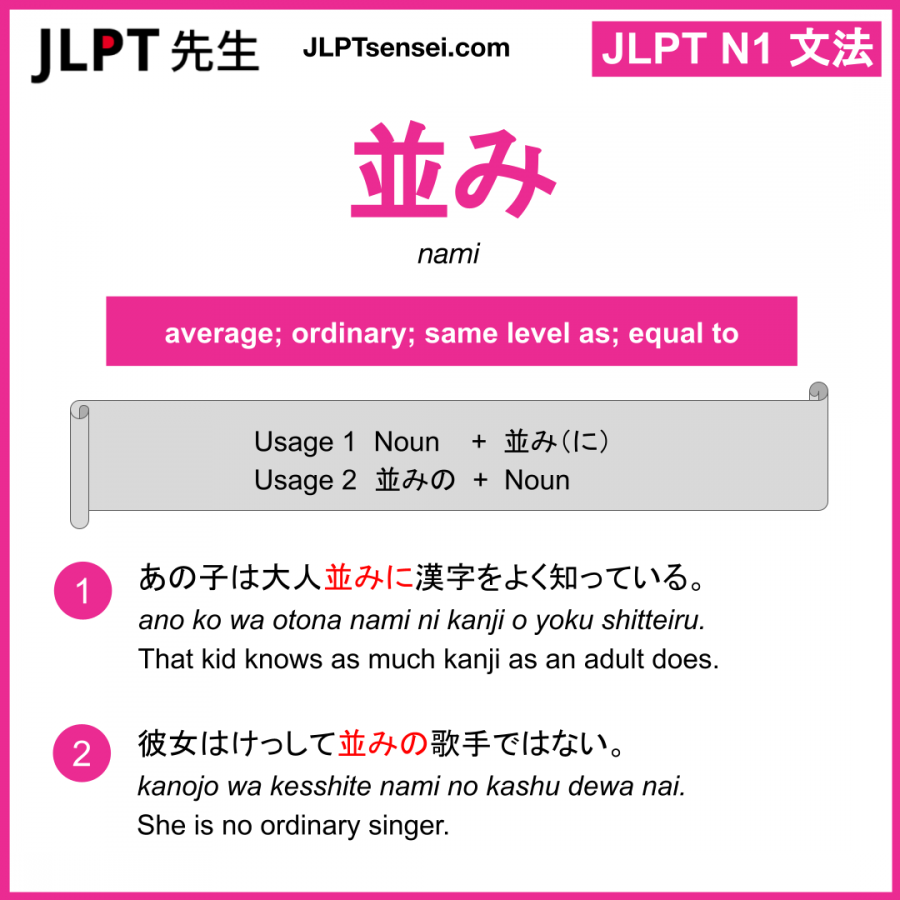 JLPT 先生
JLPTsensei.com
JLPT N1 文法
並み
nami
average; ordinary; same level as; equal to
Usage 1 Noun + 並み（に）
Usage 2 並みの + Noun
1 あの子は大人並みに漢字をよく知っている。
ano ko wa otona nami ni kanji o yoku shitteiru.
That kid knows as much kanji as an adult does.
2 彼女はけっして並みの歌手ではない。
kanojo wa kesshite nami no kashu dewa nai.
She is no ordinary singer.